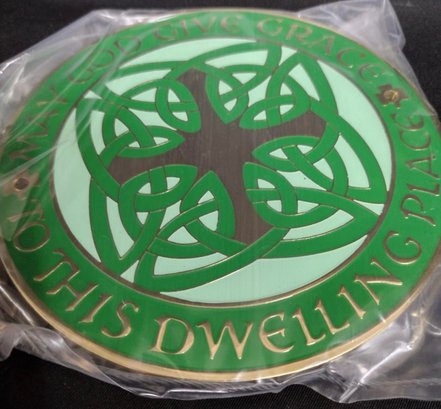 MAY GOD GIVE GRACE
TO THIS DWELLING PLACE